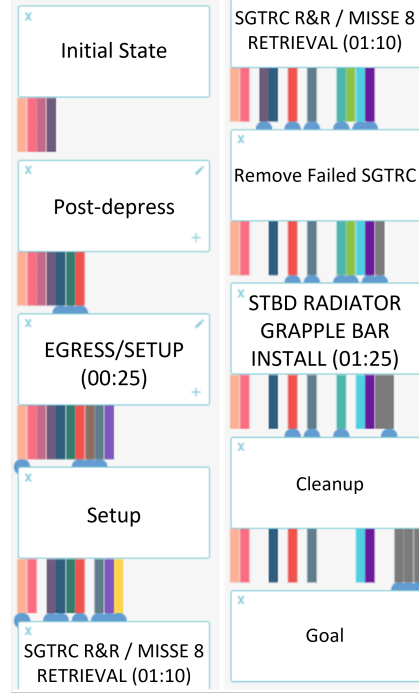 Initial State
Post-depress
EGRESS/SETUP
(00:25)
Setup
SGTRC R&R / MISSE 8
RETRIEVAL (01:10)
SGTRC R&R / MISSE 8
RETRIEVAL (01:10)
Remove Failed SGTRC
STBD RADIATOR
GRAPPLE BAR
INSTALL (01:25)
Cleanup
Goal